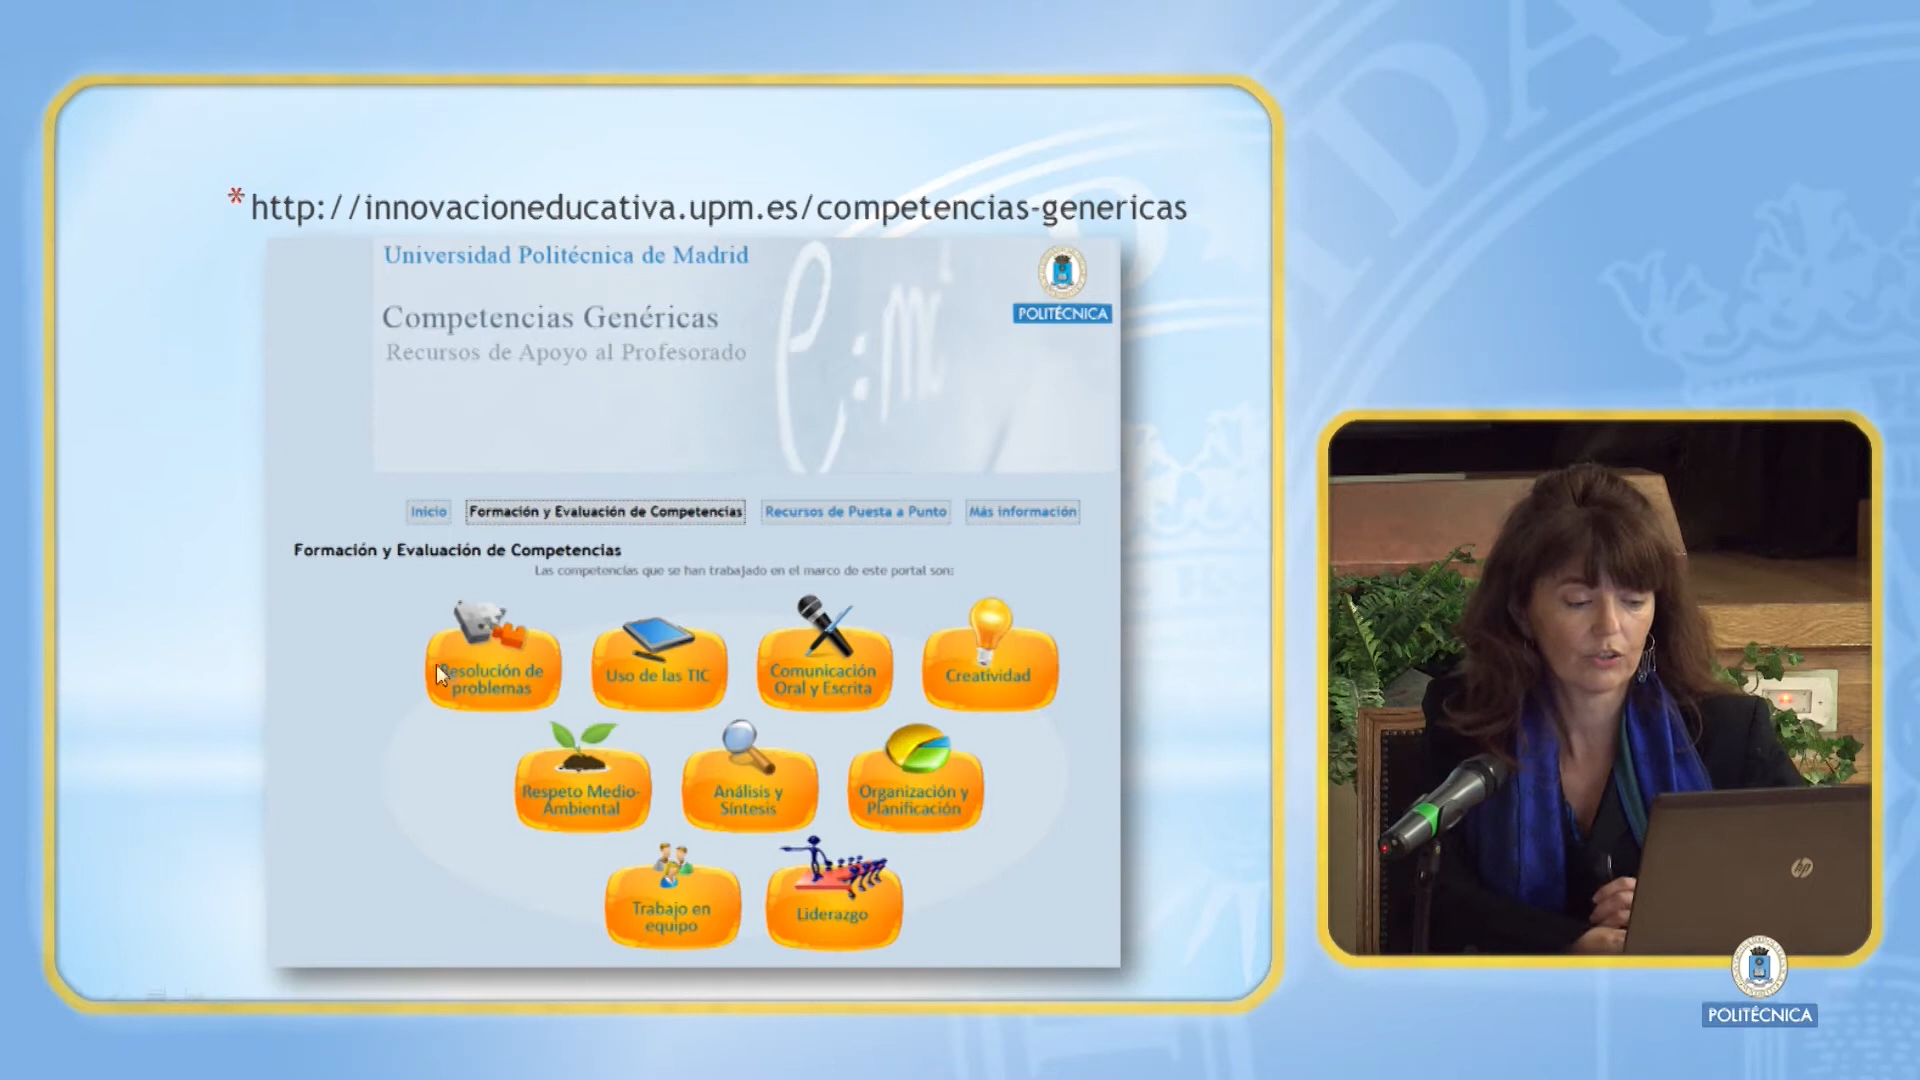 * http://innovacioneducativa.upm.es/competencias-genericas
Universidad Politécnica de Madrid
POLITÉCNICA
Competencias Genéricas
Recursos de Apoyo al Profesorado
e=mc
Inicio
Formación y Evaluación de Competencias
Recursos de Puesta a Punto
Más información
Formación y Evaluación de Competencias
Las competencias que se han trabajado en el marco de este portal son:
Resolución de
problemas
Uso de las TIC
Comunicación
Oral y Escrita
Creatividad
Respeto Medio-
Ambiental
Análisis y
Síntesis
Organización y
Planificación
Trabajo en
equipo
Liderazgo
hp
POLITÉCNICA